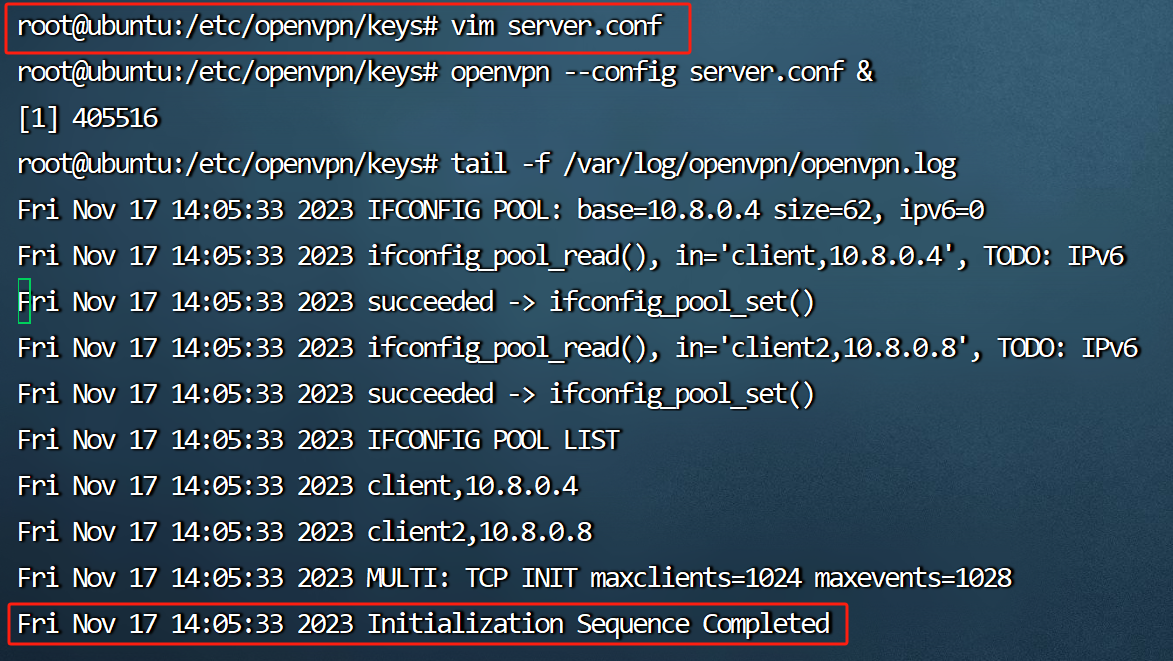 root@ubuntu:/etc/openvpn/keys# vim server.conf
root@ubuntu:/etc/openvpn/keys# openvpn --config server.conf &
[1] 405516
root@ubuntu:/etc/openvpn/keys# tail -f /var/log/openvpn/openvpn.log
Fri Nov 17 14:05:33 2023 IFCONFIG POOL: base=10.8.0.4 size=62, ipv6=0
Fri Nov 17 14:05:33 2023 ifconfig_pool_read(), in='client,10.8.0.4', TODO: IPv6
Fri Nov 17 14:05:33 2023 succeeded -> ifconfig_pool_set()
Fri Nov 17 14:05:33 2023 ifconfig_pool_read(), in='client2,10.8.0.8', TODO: IPv6
Fri Nov 17 14:05:33 2023 succeeded -> ifconfig_pool_set()
Fri Nov 17 14:05:33 2023 IFCONFIG POOL LIST
Fri Nov 17 14:05:33 2023 client,10.8.0.4
Fri Nov 17 14:05:33 2023 client2,10.8.0.8
Fri Nov 17 14:05:33 2023 MULTI: TCP INIT maxclients=1024 maxevents=1028
Fri Nov 17 14:05:33 2023 Initialization Sequence Completed